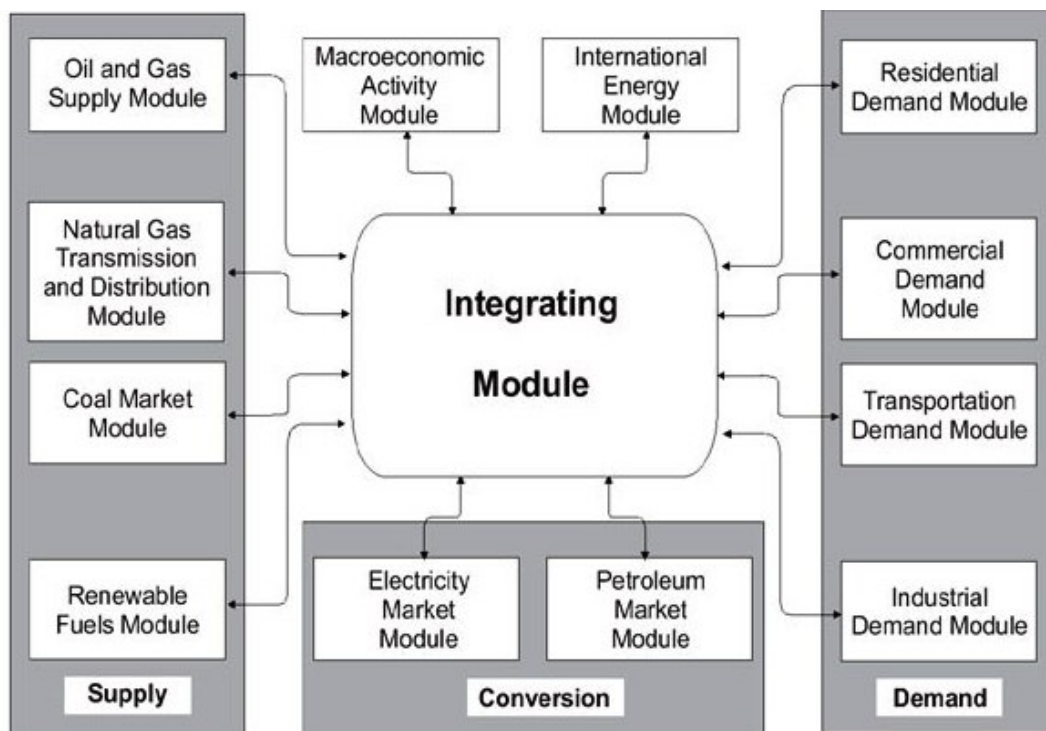 Oil and Gas
Supply Module
Natural Gas
Transmission
and Distribution
Module
Coal Market
Module
Renewable
Fuels Module
Supply
Macroeconomic
Activity
Module
International
Energy
Module
Integrating
Module
Electricity
Market
Module
Petroleum
Market
Module
Conversion
Residential
Demand Module
Commercial
Demand
Module
Transportation
Demand Module
Industrial
Demand Module
Demand